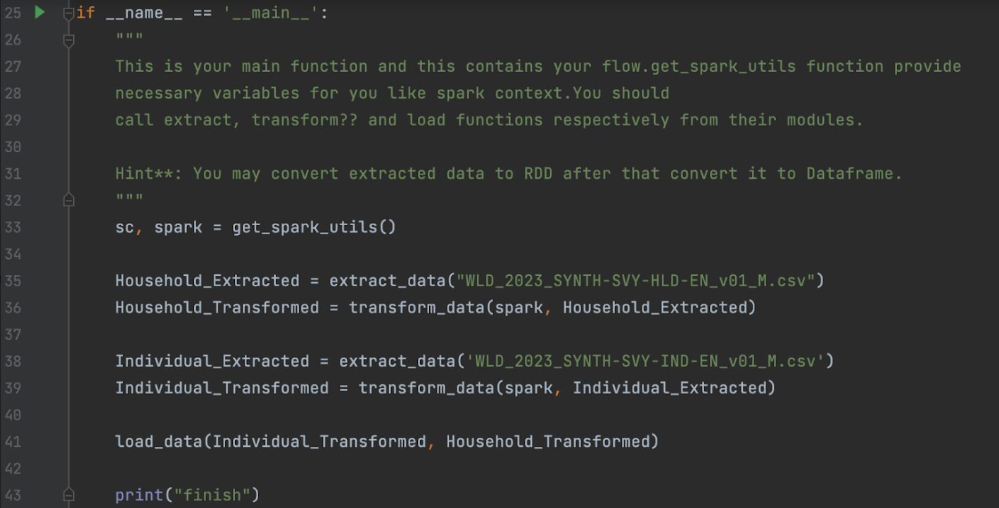 25 if __name__ == '__main__':
26 """
27 This is your main function and this contains your flow.get_spark_utils function provide
28 necessary variables for you like spark context.You should
29 call extract, transform?? and load functions respectively from their modules.
30
31 Hint**: You may convert extracted data to RDD after that convert it to Dataframe.
32 """
33 sc, spark = get_spark_utils()
34
35 Household_Extracted = extract_data("WLD_2023_SYNTH-SVY-HLD-EN_v01_M.csv")
36 Household_Transformed = transform_data(spark, Household_Extracted)
37
38 Individual_Extracted = extract_data('WLD_2023_SYNTH-SVY-IND-EN_v01_M.csv')
39 Individual_Transformed = transform_data(spark, Individual_Extracted)
40
41 load_data(Individual_Transformed, Household_Transformed)
42
43 print("finish")